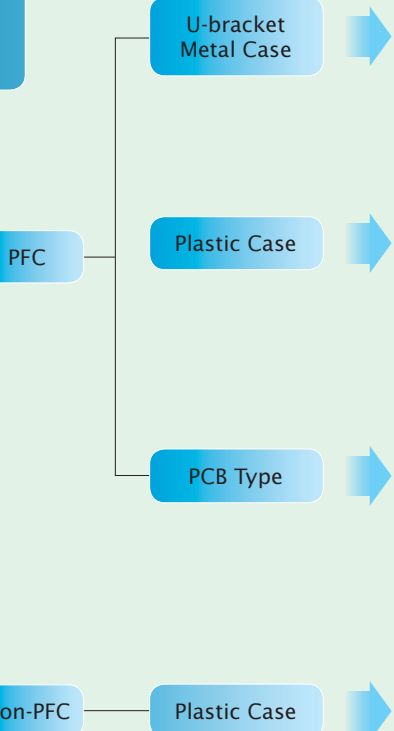 U-bracket
Metal Case
PFC
Plastic Case
PCB Type
on-PFC
Plastic Case